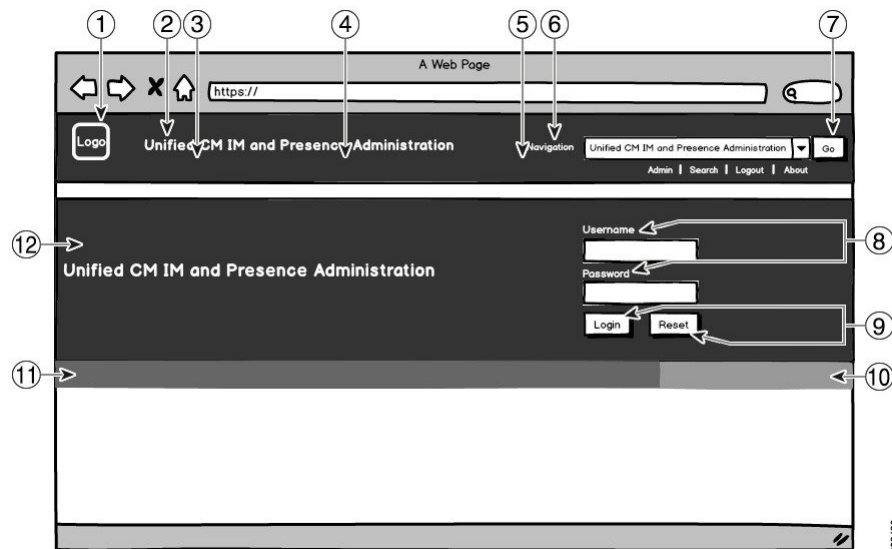 1 2 3 4 5 6 7
A Web Page
https://
Logo
Unified CM IM and Presence Administration
Navigation
Unified CM IM and Presence Administration
Go
Admin | Search | Logout | About
12
Unified CM IM and Presence Administration
Username
8
Password
Login Reset
9
11
10